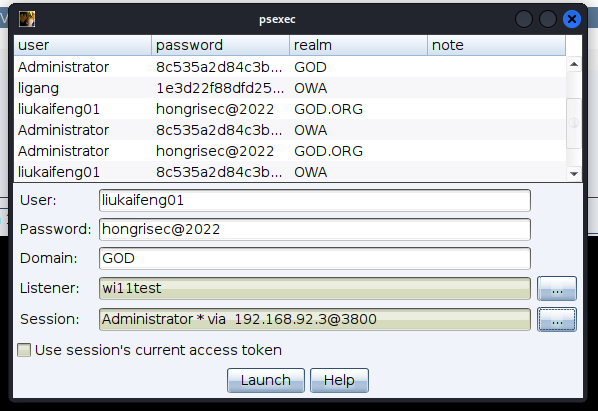 psexec
user password realm note
Administrator 8c535a2d84c3b... GOD
ligang 1e3d22f88dfd25... OWA
liukaifeng01 hongrisec@2022 GOD.ORG
Administrator 8c535a2d84c3b... OWA
Administrator hongrisec@2022 GOD.ORG
liukaifeng01 8c535a2d84c3b... OWA
User: liukaifeng01
Password: hongrisec@2022
Domain: GOD
Listener: wi11test ...
Session: Administrator * via 192.168.92.3@3800 ...
Use session's current access token
Launch Help